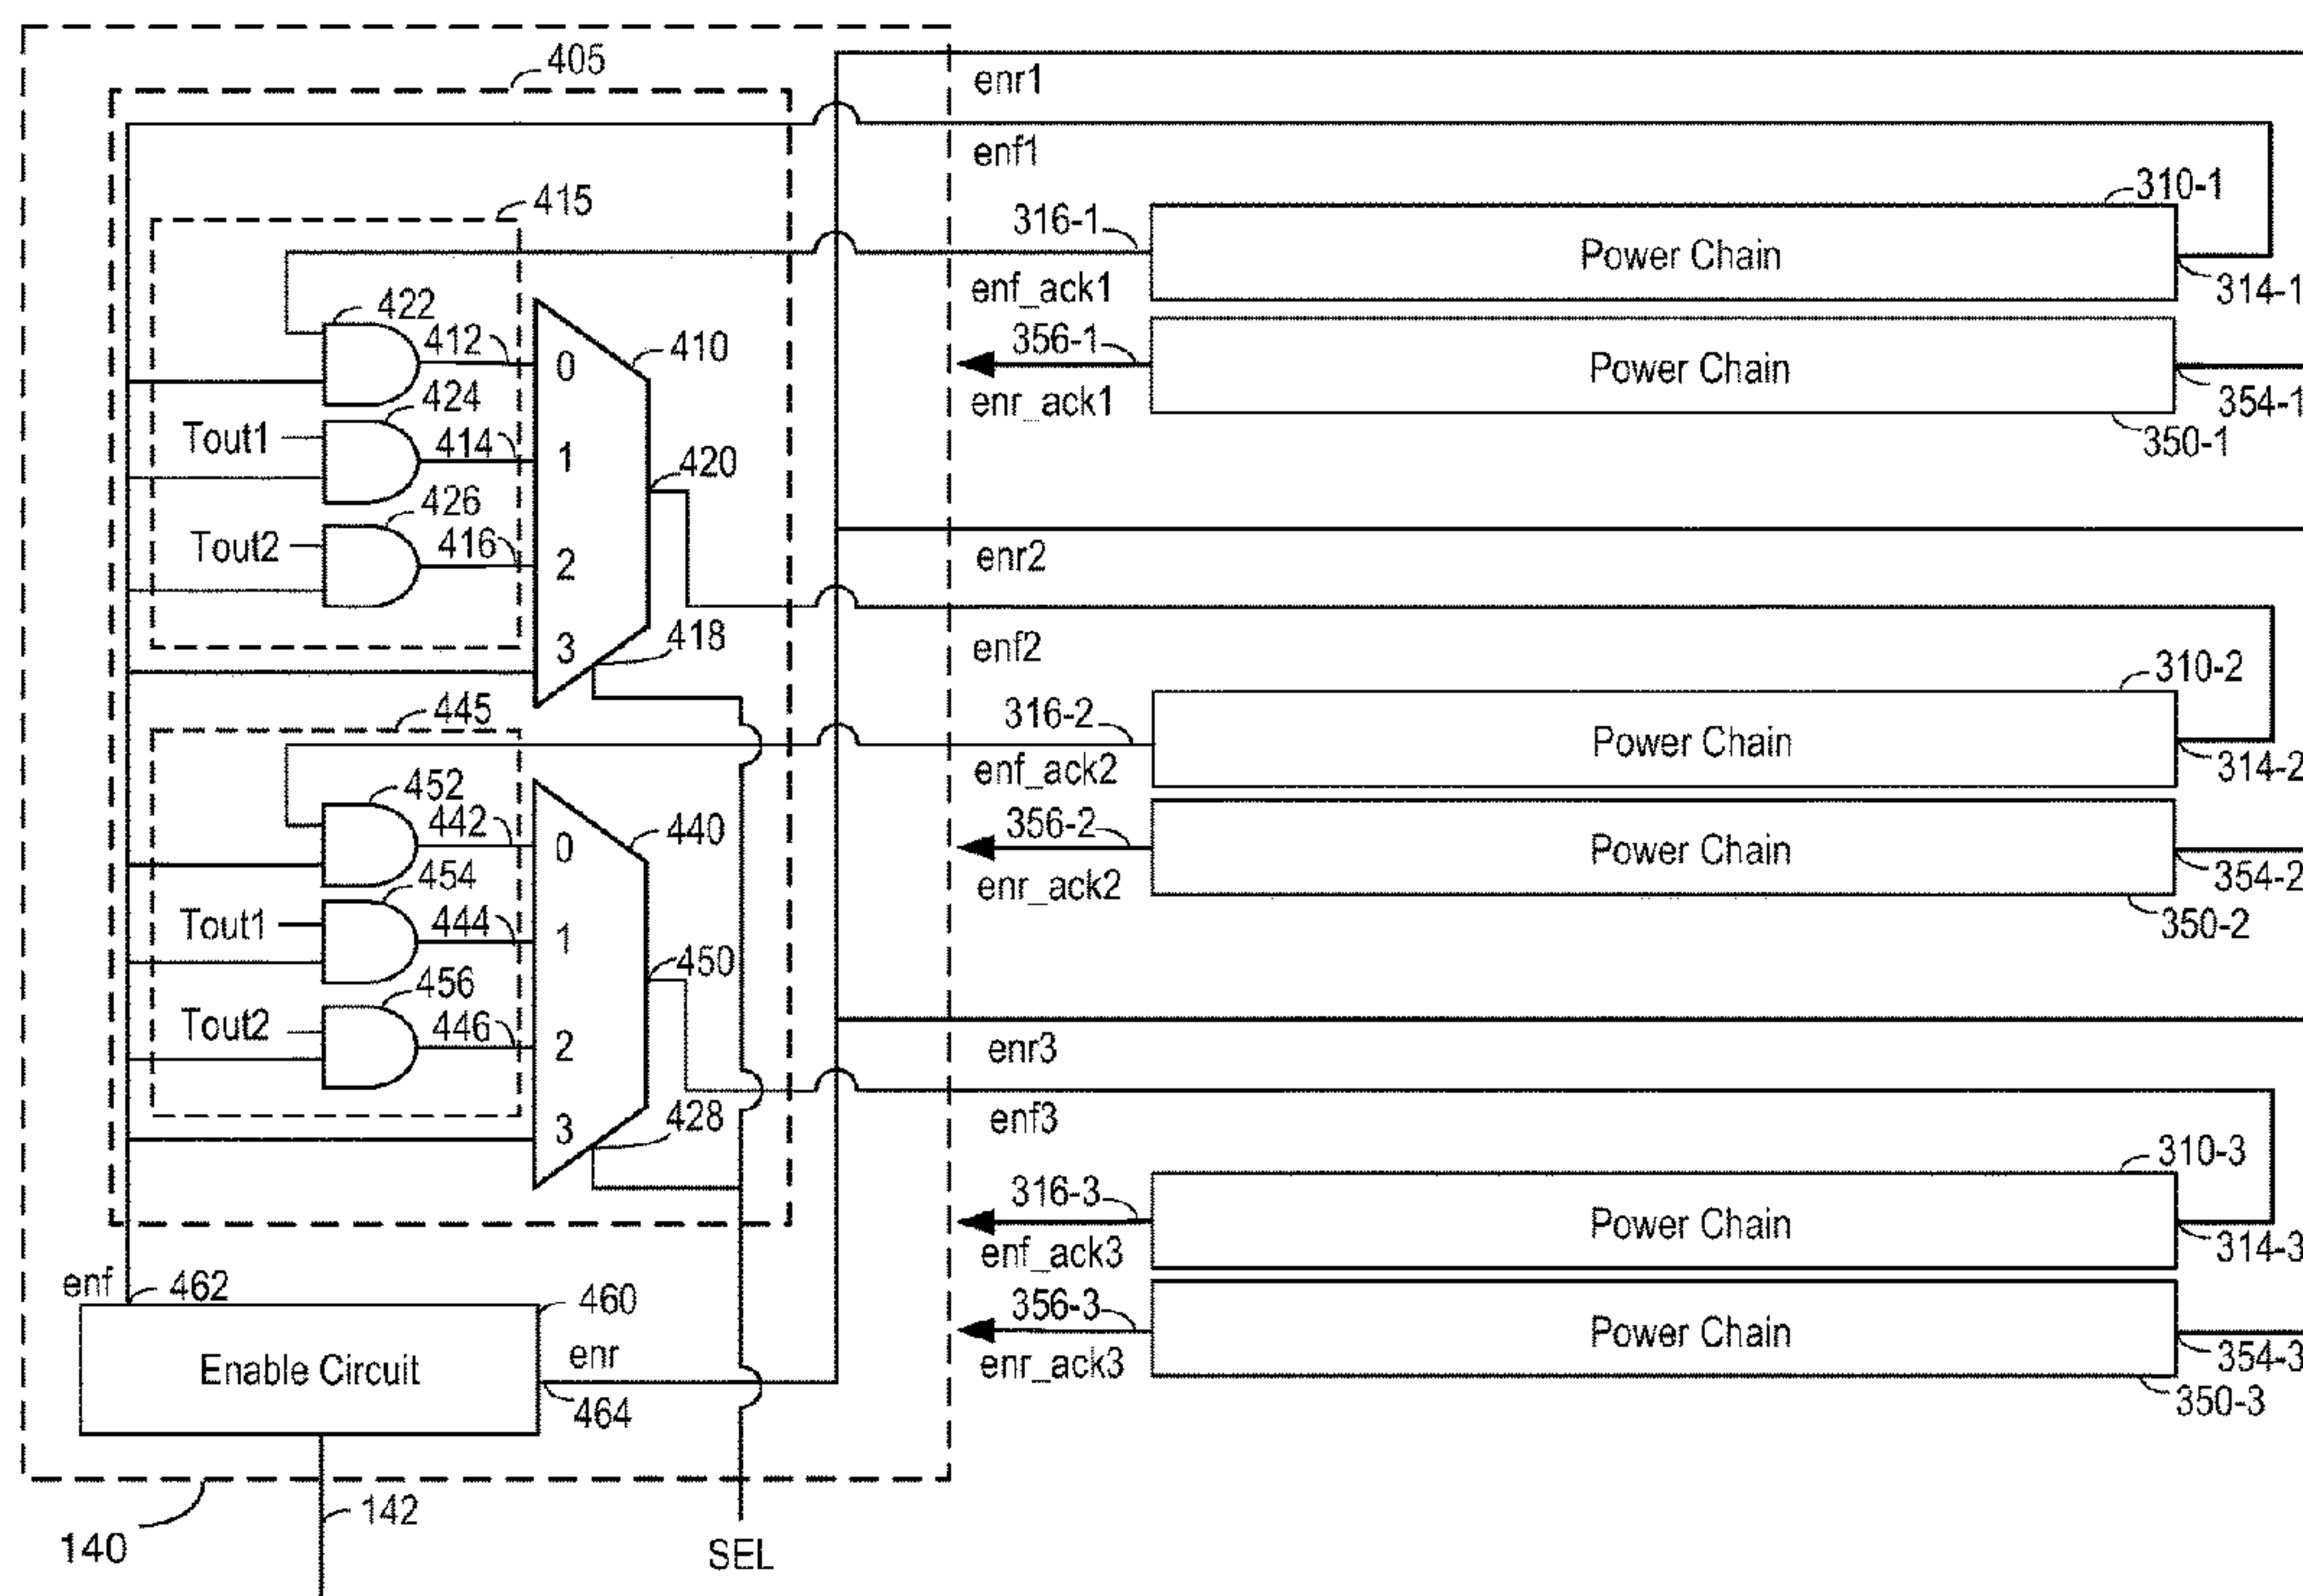 405
enr1
enf1
415
310-1
316-1
Power Chain
enf_ack1
314-1
422
412
410
0
356-1
Power Chain
enr_ack1
354-1
350-1
424
Tout1
414
1
420
426
Tout2
416
2
enr2
3
418
enf2
310-2
445
316-2
Power Chain
enf_ack2
314-2
452
442
440
0
356-2
Power Chain
enr_ack2
354-2
350-2
454
Tout1
444
1
450
456
Tout2
446
2
enr3
3
428
enf3
310-3
316-3
Power Chain
enf_ack3
314-3
enf
462
460
356-3
Power Chain
enr_ack3
354-3
350-3
Enable Circuit
enr
464
142
140
SEL